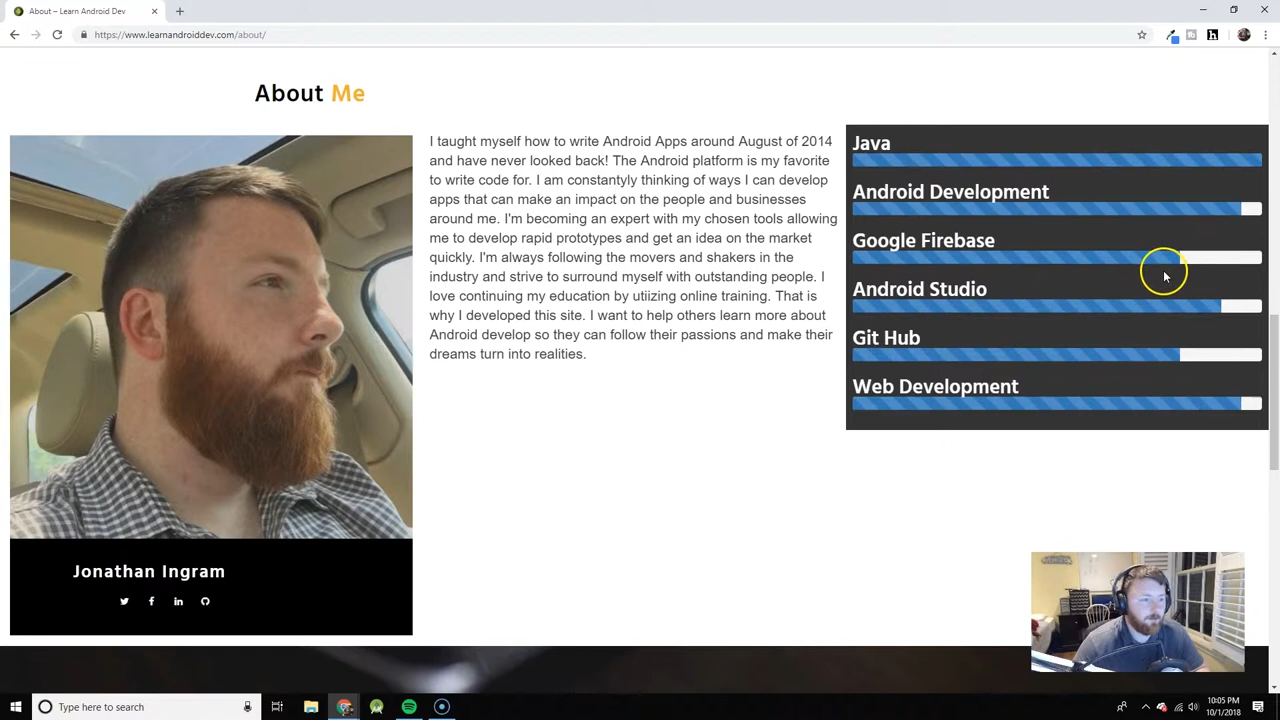 About – Learn Android Dev
https://www.learnandroiddev.com/about/
About Me
I taught myself how to write Android Apps around August of 2014
and have never looked back! The Android platform is my favorite
to write code for. I am constantyly thinking of ways I can develop
apps that can make an impact on the people and businesses
around me. I'm becoming an expert with my chosen tools allowing
me to develop rapid prototypes and get an idea on the market
quickly. I'm always following the movers and shakers in the
industry and strive to surround myself with outstanding people. I
love continuing my education by utiizing online training. That is
why I developed this site. I want to help others learn more about
Android develop so they can follow their passions and make their
dreams turn into realities.
Java
Android Development
Google Firebase
Android Studio
Git Hub
Web Development
Jonathan Ingram
Type here to search
10:05 PM
10/1/2018